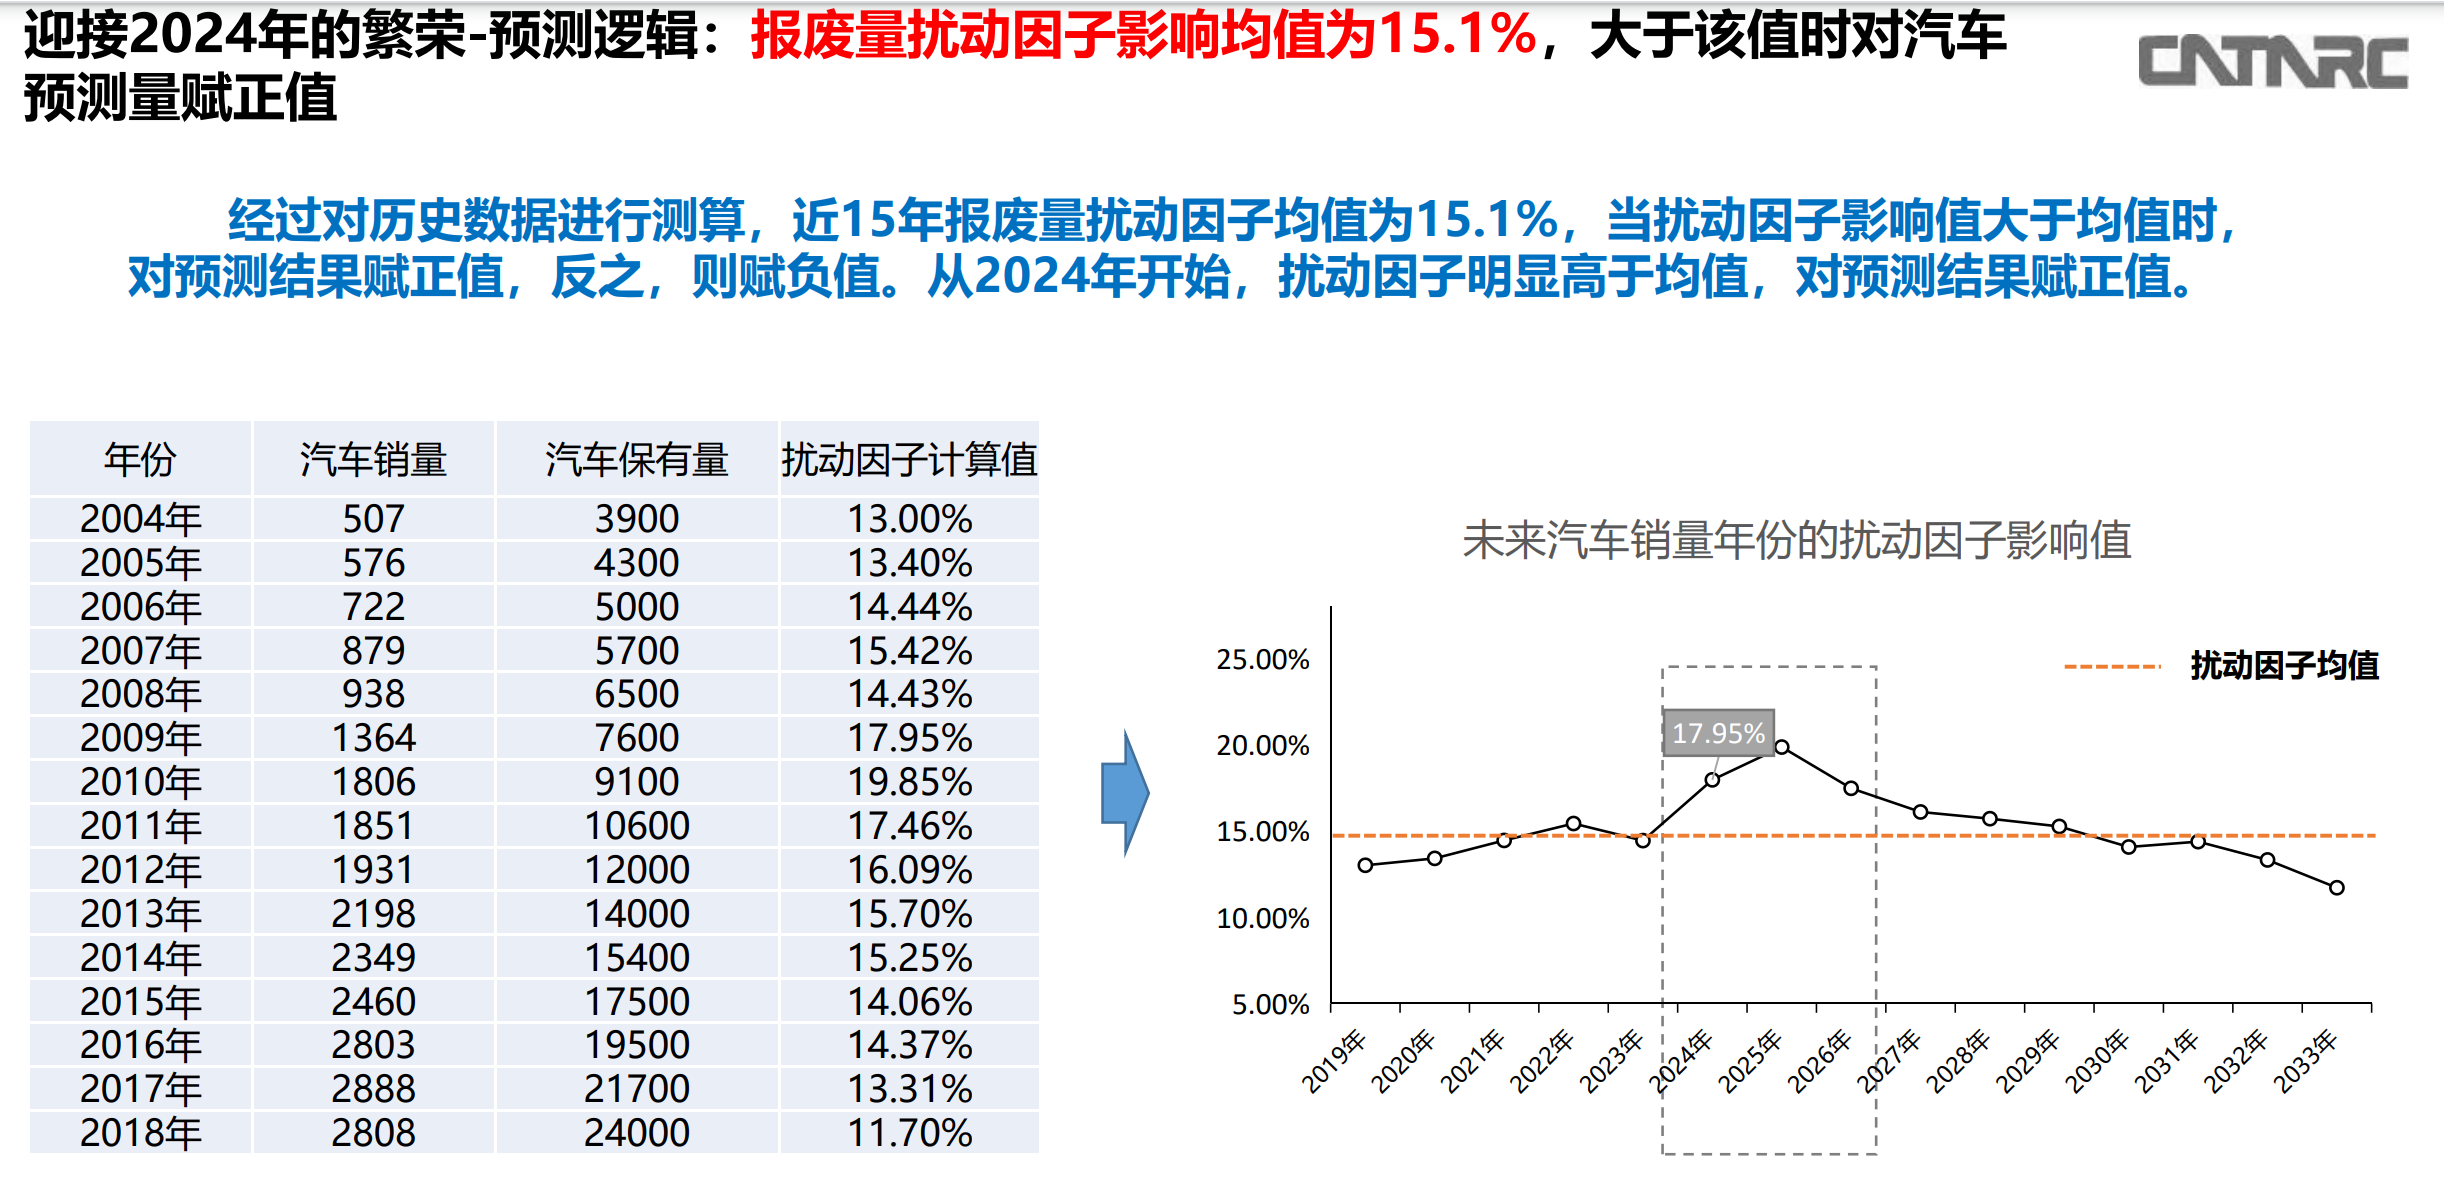 迎接2024年的繁荣-预测逻辑：报废量扰动因子影响均值为15.1%，大于该值时对汽车
预测量赋正值
CATARC
经过对历史数据进行测算，近15年报废量扰动因子均值为15.1%，当扰动因子影响值大于均值时，
对预测结果赋正值，反之，则赋负值。从2024年开始，扰动因子明显高于均值，对预测结果赋正值。
年份 汽车销量 汽车保有量 扰动因子计算值
2004年 507 3900 13.00%
2005年 576 4300 13.40%
2006年 722 5000 14.44%
2007年 879 5700 15.42%
2008年 938 6500 14.43%
2009年 1364 7600 17.95%
2010年 1806 9100 19.85%
2011年 1851 10600 17.46%
2012年 1931 12000 16.09%
2013年 2198 14000 15.70%
2014年 2349 15400 15.25%
2015年 2460 17500 14.06%
2016年 2803 19500 14.37%
2017年 2888 21700 13.31%
2018年 2808 24000 11.70%
未来汽车销量年份的扰动因子影响值
25.00%
20.00%
15.00%
10.00%
5.00%
扰动因子均值
17.95%
2019年 2020年 2021年 2022年 2023年 2024年 2025年 2026年 2027年 2028年 2029年 2030年 2031年 2032年 2033年